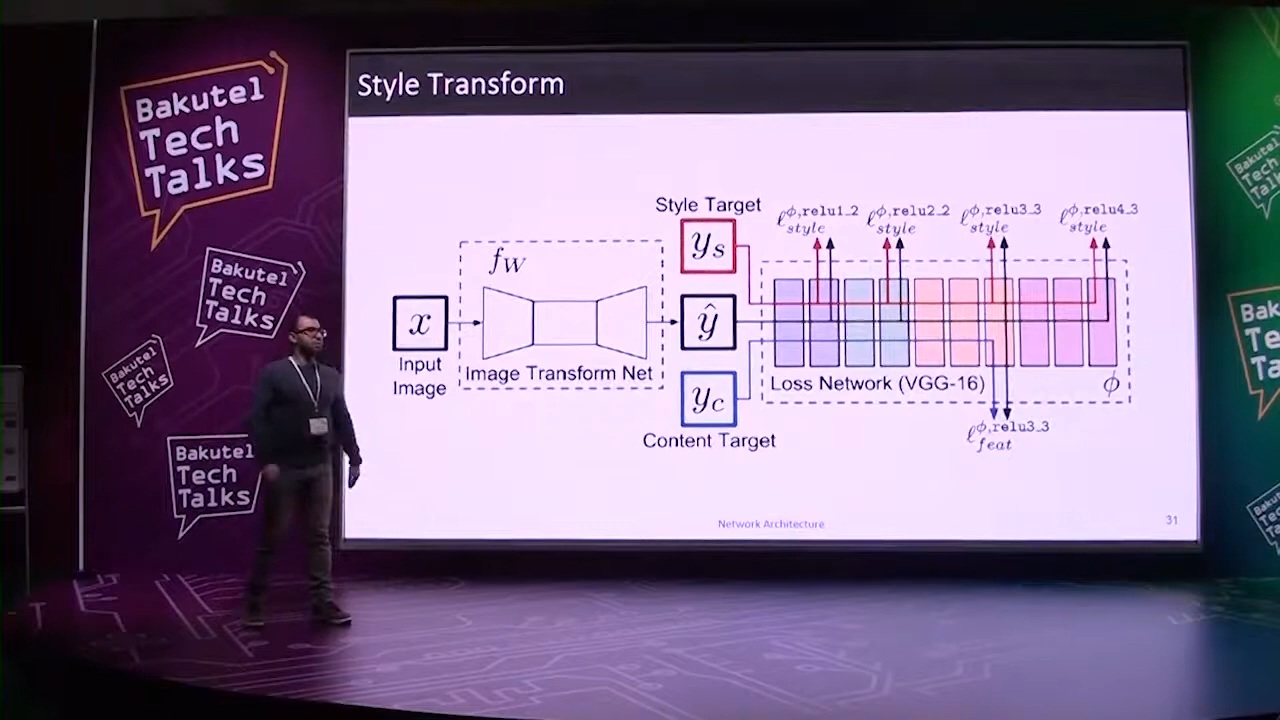 Bakutel
Tech
Talks
Bakutel
Tech
Talks
Bakutel
Tech
Talks
Bakutel
Tech
Talks
Style Transform
Style Target
y_s
ℓ^{ϕ,relu1_2}_{style}
ℓ^{ϕ,relu2_2}_{style}
ℓ^{ϕ,relu3_3}_{style}
ℓ^{ϕ,relu4_3}_{style}
f_W
x
ŷ
Input
Image
Image Transform Net
y_c
Loss Network (VGG-16)
ϕ
Content Target
ℓ^{ϕ,relu3_3}_{feat}
Network Architecture
31
Bakutel
Tech